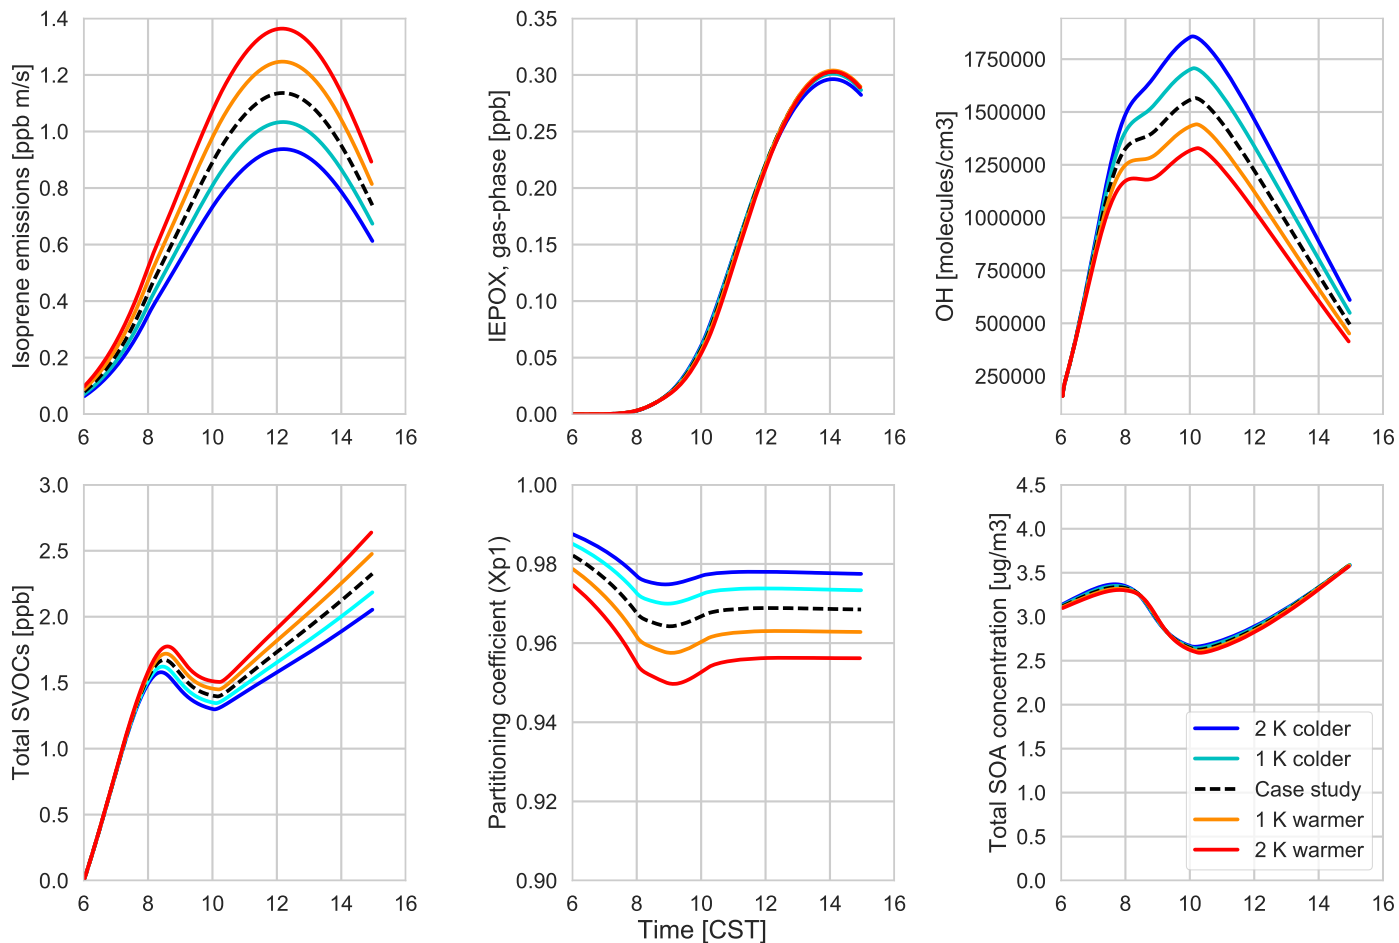 Isoprene emissions [ppb m/s]
1.4
1.2
1.0
0.8
0.6
0.4
0.2
0.0
6 8 10 12 14 16
IEPOX, gas-phase [ppb]
0.35
0.30
0.25
0.20
0.15
0.10
0.05
0.00
6 8 10 12 14 16
OH [molecules/cm3]
1750000
1500000
1250000
1000000
750000
500000
250000
6 8 10 12 14 16
Total SVOCs [ppb]
3.0
2.5
2.0
1.5
1.0
0.5
0.0
6 8 10 12 14 16
Partitioning coefficient (Xp1)
1.00
0.98
0.96
0.94
0.92
0.90
6 8 10 12 14 16
Time [CST]
Total SOA concentration [ug/m3]
4.5
4.0
3.5
3.0
2.5
2.0
1.5
1.0
0.5
0.0
6 8 10 12 14 16
2 K colder
1 K colder
Case study
1 K warmer
2 K warmer